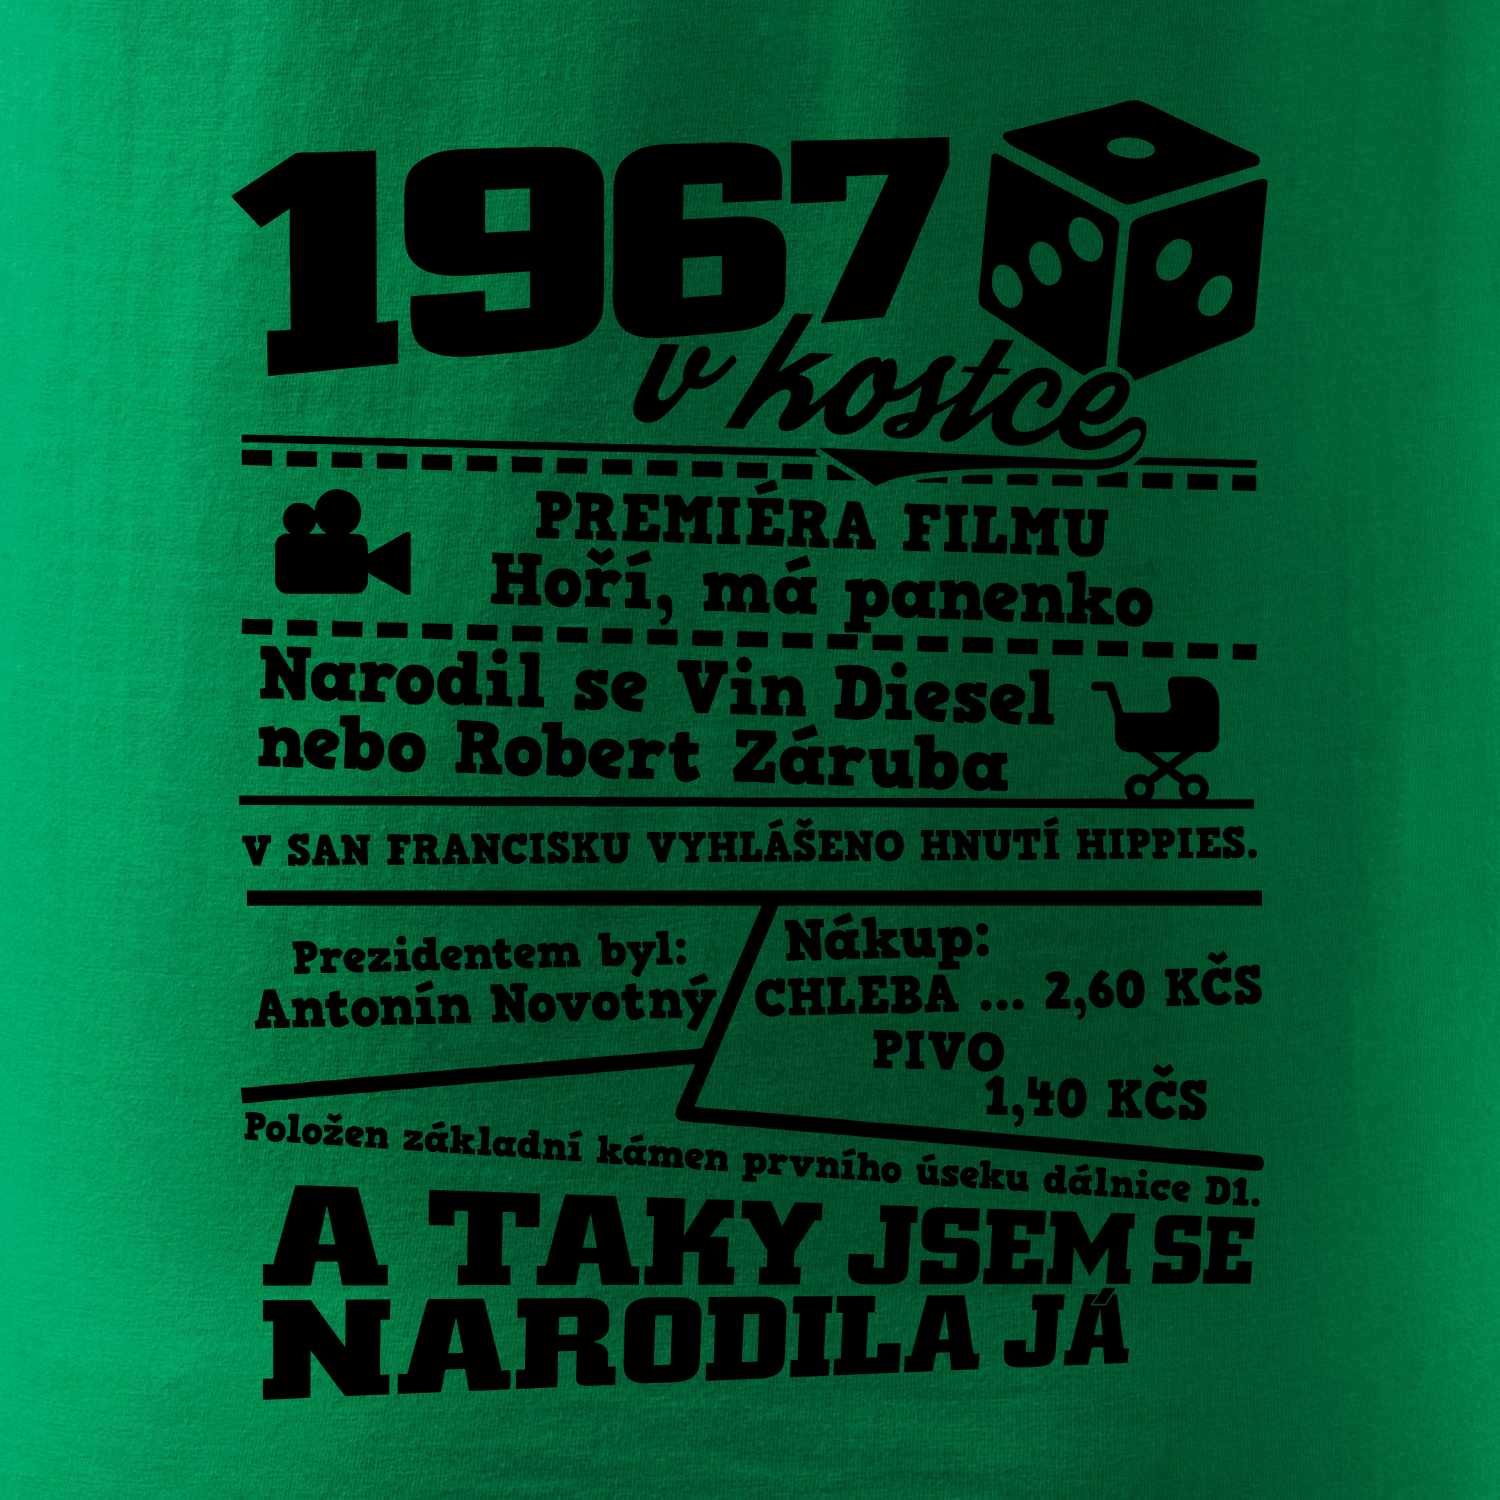 1967
v kostce
PREMIÉRA FILMU
Hoří, má panenko
Narodil se Vin Diesel
nebo Robert Záruba
V SAN FRANCISKU VYHLÁŠENO HNUTÍ HIPPIES.
Prezidentem byl:
Antonín Novotný
Nákup:
CHLEBA ... 2,60 KČS
PIVO
1,40 KČS
Položen základní kámen prvního úseku dálnice D1.
A TAKY JSEM SE
NARODILA JÁ